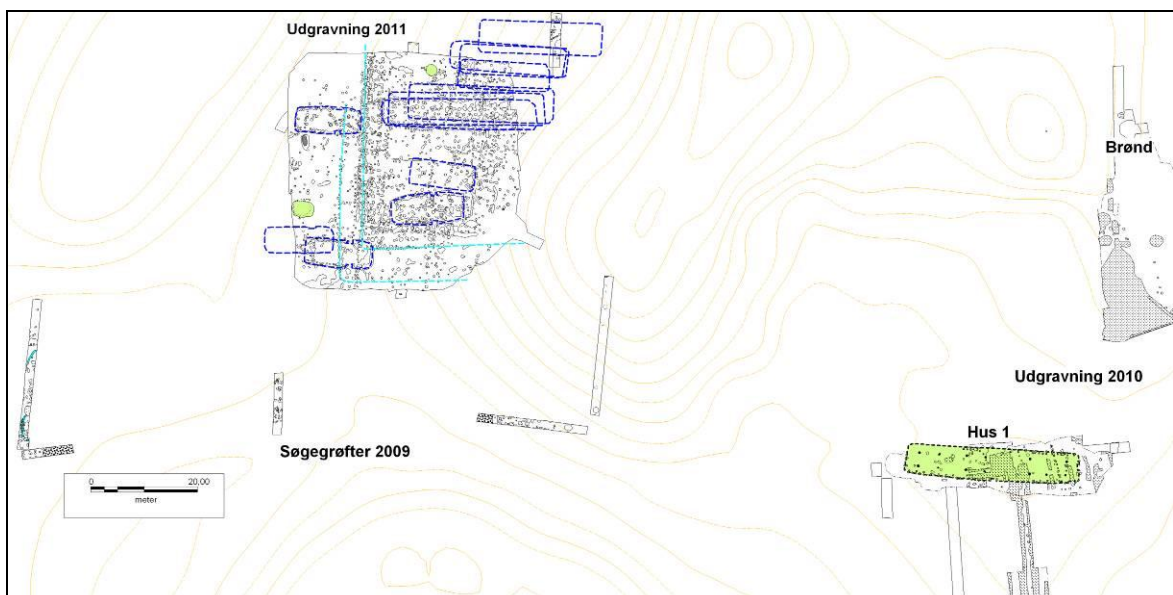 Udgravning 2011
Brønd
Udgravning 2010
Hus 1
Søgegrøfter 2009
0 20,00
meter